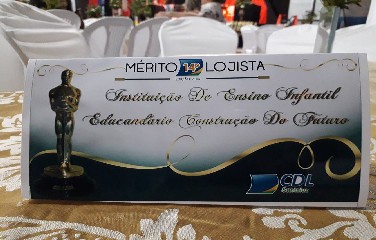 MÉRITO 14º LOJISTA
Instituição De Ensino Infantil
Educandário Construção Do Futuro
CDL